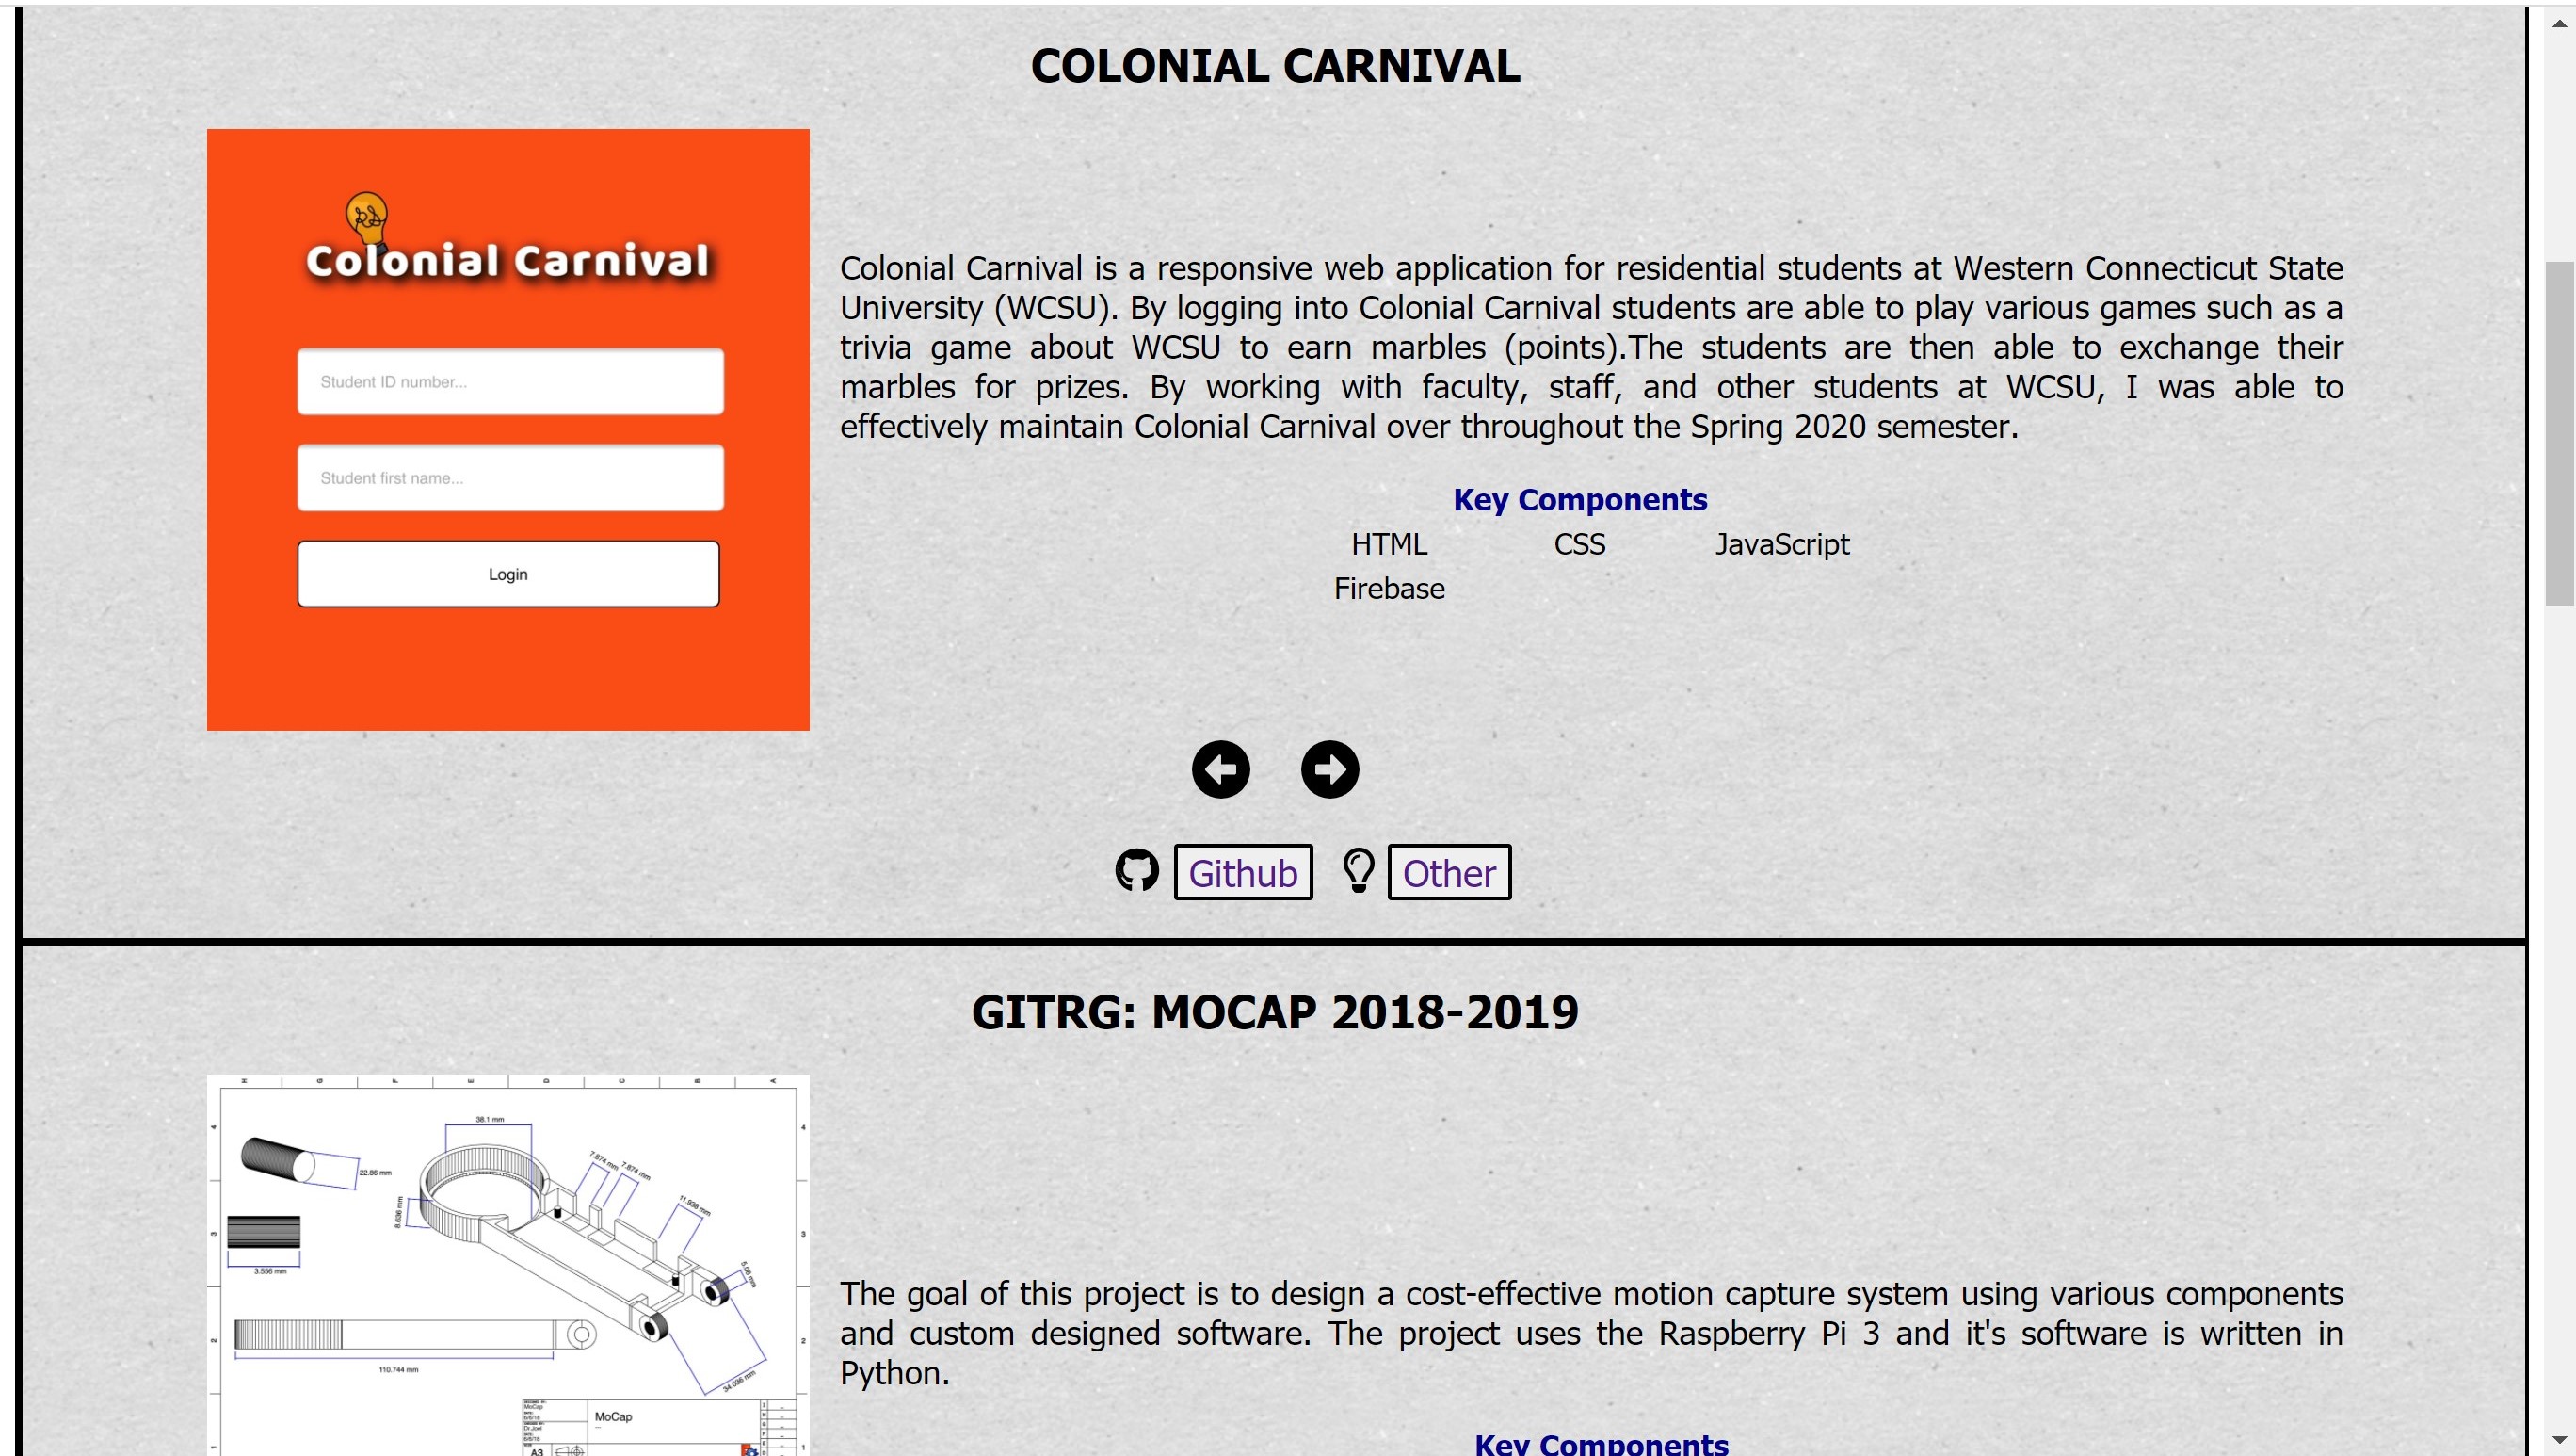 COLONIAL CARNIVAL
Colonial Carnival
Student ID number...
Student first name...
Login
Colonial Carnival is a responsive web application for residential students at Western Connecticut State
University (WCSU). By logging into Colonial Carnival students are able to play various games such as a
trivia game about WCSU to earn marbles (points).The students are then able to exchange their
marbles for prizes. By working with faculty, staff, and other students at WCSU, I was able to
effectively maintain Colonial Carnival over throughout the Spring 2020 semester.
Key Components
HTML CSS JavaScript
Firebase
Github Other
GITRG: MOCAP 2018-2019
H G F E D C B A
4 4
38.1 mm
22.86 mm
7.874 mm 7.874 mm
11.938 mm
8.636 mm
3 3
3.556 mm
5.08 mm
2 2
110.744 mm
34.036 mm
MoCap
1 1
A3
The goal of this project is to design a cost-effective motion capture system using various components
and custom designed software. The project uses the Raspberry Pi 3 and it's software is written in
Python.
Key Components